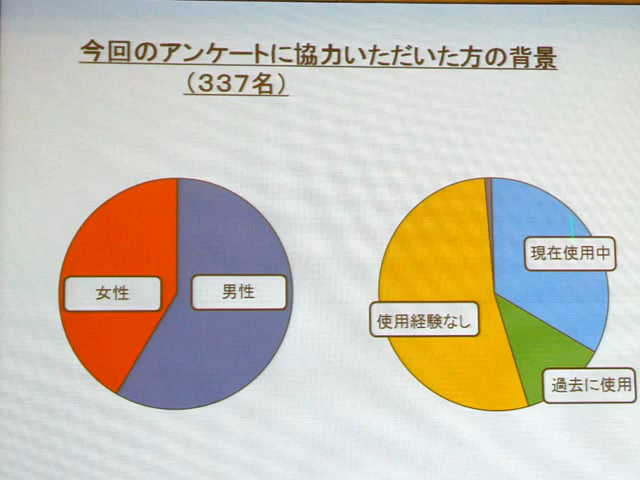 今回のアンケートに協力いただいた方の背景
（337名）
女性
男性
現在使用中
使用経験なし
過去に使用